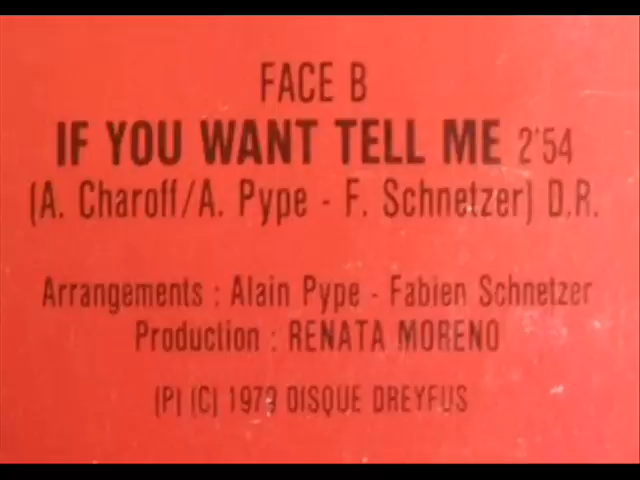 FACE B
IF YOU WANT TELL ME 2'54
(A. Charoff/A. Pype - F. Schnetzer) D.R.
Arrangements : Alain Pype - Fabien Schnetzer
Production : RENATA MORENO
(P) (C) 1979 DISQUE DREYFUS